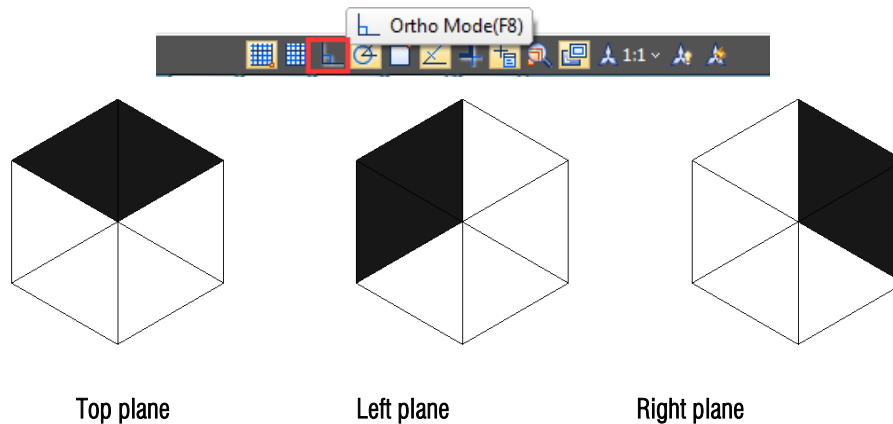 Ortho Mode(F8)
1:1
Top plane
Left plane
Right plane